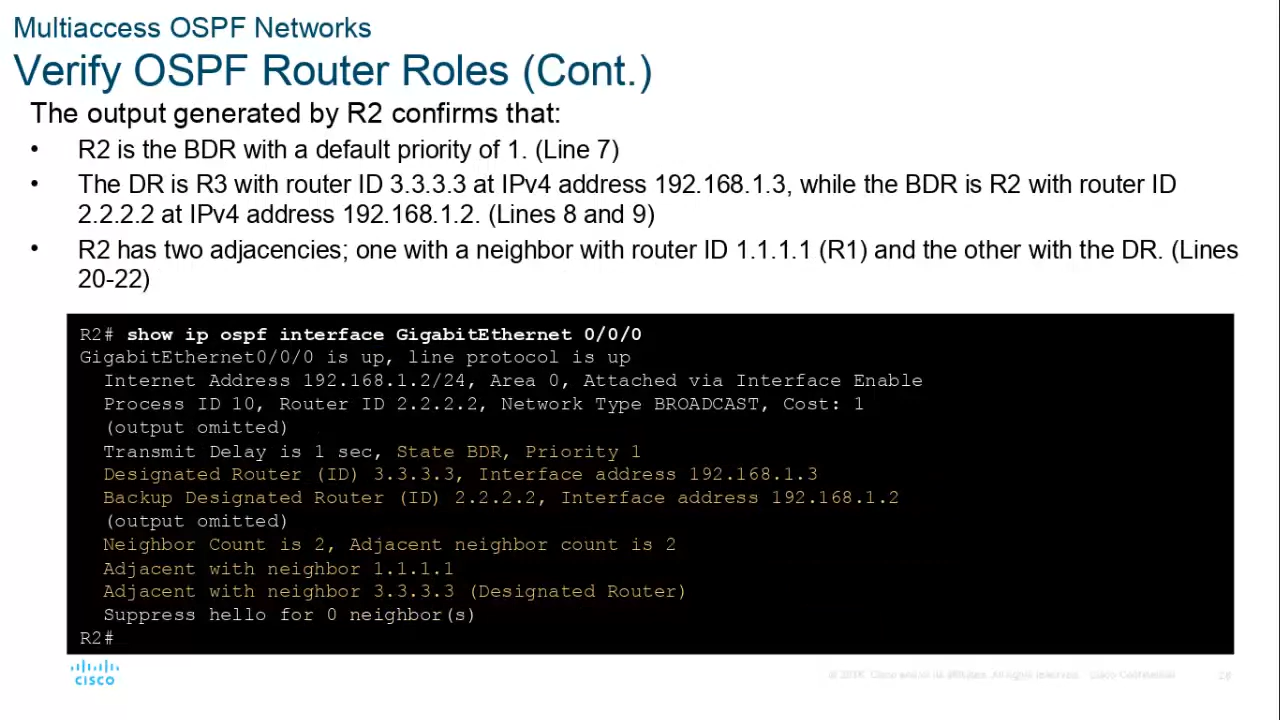 Multiaccess OSPF Networks
Verify OSPF Router Roles (Cont.)
The output generated by R2 confirms that:
• R2 is the BDR with a default priority of 1. (Line 7)
• The DR is R3 with router ID 3.3.3.3 at IPv4 address 192.168.1.3, while the BDR is R2 with router ID
2.2.2.2 at IPv4 address 192.168.1.2. (Lines 8 and 9)
• R2 has two adjacencies; one with a neighbor with router ID 1.1.1.1 (R1) and the other with the DR. (Lines
20-22)
R2# show ip ospf interface GigabitEthernet 0/0/0
GigabitEthernet0/0/0 is up, line protocol is up
Internet Address 192.168.1.2/24, Area 0, Attached via Interface Enable
Process ID 10, Router ID 2.2.2.2, Network Type BROADCAST, Cost: 1
(output omitted)
Transmit Delay is 1 sec, State BDR, Priority 1
Designated Router (ID) 3.3.3.3, Interface address 192.168.1.3
Backup Designated Router (ID) 2.2.2.2, Interface address 192.168.1.2
(output omitted)
Neighbor Count is 2, Adjacent neighbor count is 2
Adjacent with neighbor 1.1.1.1
Adjacent with neighbor 3.3.3.3 (Designated Router)
Suppress hello for 0 neighbor(s)
R2#
CISCO
Cisco and its affiliates. All rights reserved. Cisco Confidential